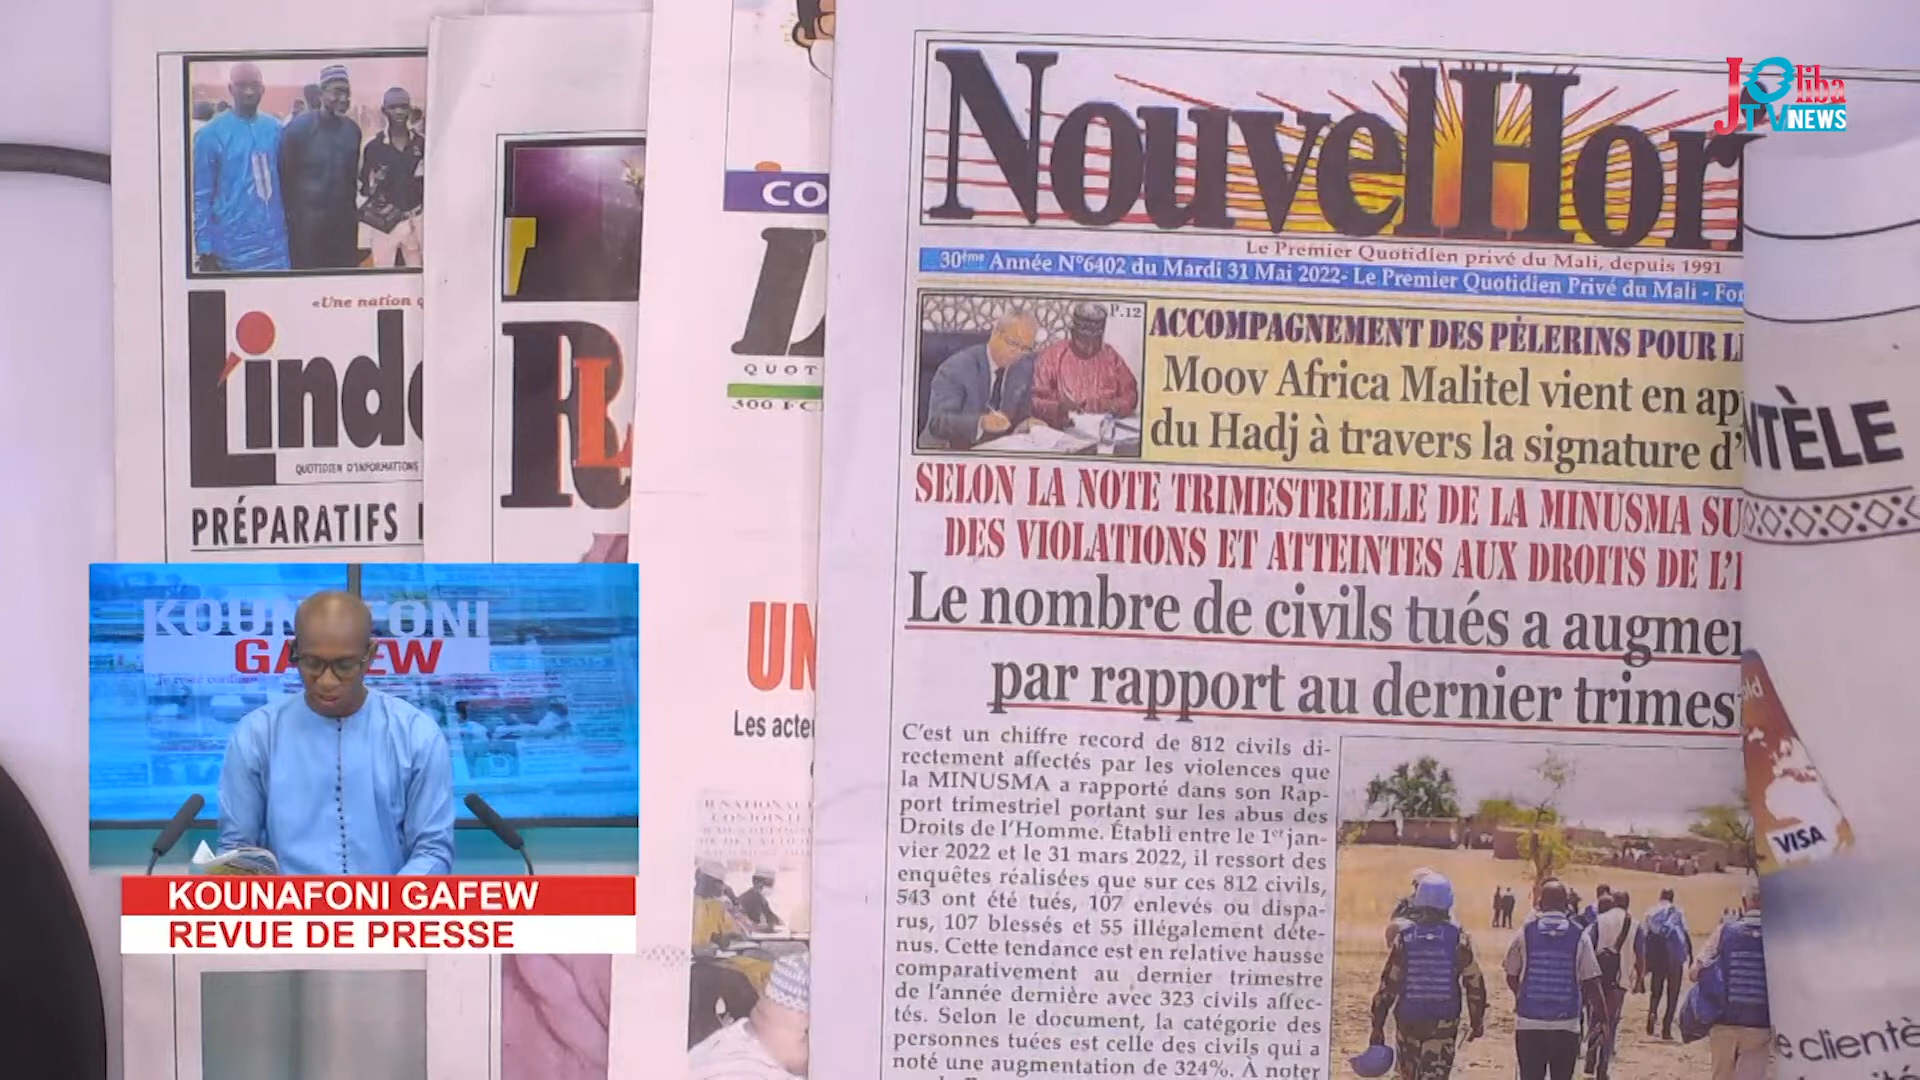 Joliba
TV NEWS
«Une nation
L'ind
QUOTIDIEN D'INFORMATIONS
PRÉPARATIFS
RL
CO
L
QUOT
300 FC
UN
Les acte
Nouvel Hor
Le Premier Quotidien privé du Mali, depuis 1991
30ème Année N°6402 du Mardi 31 Mai 2022- Le Premier Quotidien Privé du Mali - For
P.12
ACCOMPAGNEMENT DES PÈLERINS POUR L
Moov Africa Malitel vient en ap
du Hadj à travers la signature d'
SELON LA NOTE TRIMESTRIELLE DE LA MINUSMA SU
DES VIOLATIONS ET ATTEINTES AUX DROITS DE L'
Le nombre de civils tués a augme
par rapport au dernier trimes
C'est un chiffre record de 812 civils di-
rectement affectés par les violences que
la MINUSMA a rapporté dans son Rap-
port trimestriel portant sur les abus des
Droits de l'Homme. Établi entre le 1er jan-
vier 2022 et le 31 mars 2022, il ressort des
enquêtes réalisées que sur ces 812 civils,
543 ont été tués, 107 enlevés ou dispa-
rus, 107 blessés et 55 illégalement déte-
nus. Cette tendance est en relative hausse
comparativement au dernier trimestre
de l'année dernière avec 323 civils affec-
tés. Selon le document, la catégorie des
personnes tuées est celle des civils qui a
noté une augmentation de 324%. À noter
NTÈLE
VISA
e clientè
KOUNAFONI
GAFEW
KOUNAFONI GAFEW
REVUE DE PRESSE